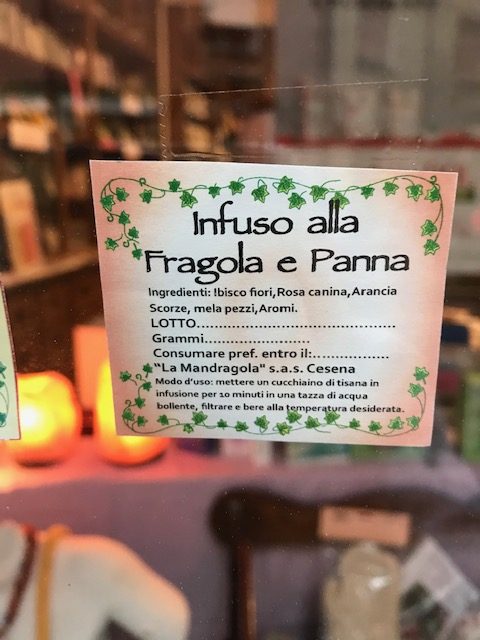 Infuso alla
Fragola e Panna
Ingredienti: !bisco fiori,Rosa canina,Arancia
Scorze, mela pezzi,Aromi.
LOTTO..........................................
Grammi.......................
Consumare pref. entro il:................
"La Mandragola" s.a.s. Cesena
Modo d'uso: mettere un cucchiaino di tisana in
infusione per 10 minuti in una tazza di acqua
bollente, filtrare e bere alla temperatura desiderata.